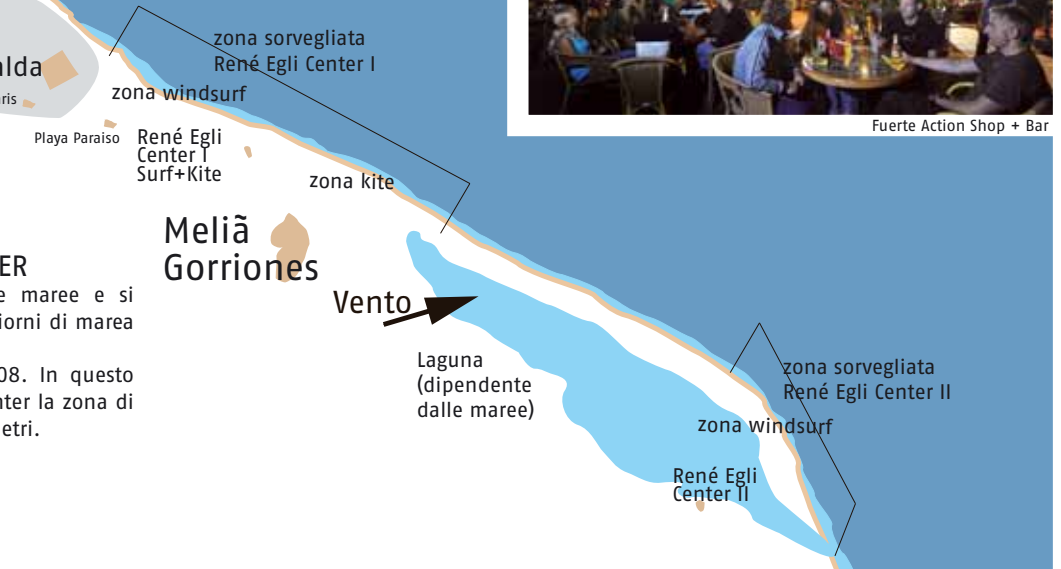 zona sorvegliata
René Egli Center I
alda
aris
zona windsurf
Playa Paraiso
René Egli
Center I
Surf+Kite
zona kite
Fuerte Action Shop + Bar
Meliã
Gorriones
Vento
ER
e maree e si
iorni di marea
08. In questo
nter la zona di
etri.
Laguna
(dipendente
dalle maree)
zona sorvegliata
René Egli Center II
zona windsurf
René Egli
Center II